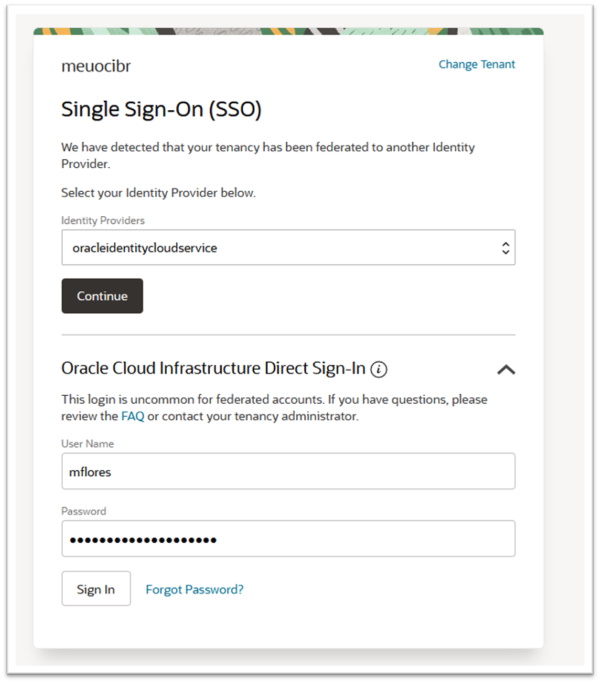 meuocibr
Change Tenant
Single Sign-On (SSO)
We have detected that your tenancy has been federated to another Identity
Provider.
Select your Identity Provider below.
Identity Providers
oracleidentitycloudservice
Continue
Oracle Cloud Infrastructure Direct Sign-In
This login is uncommon for federated accounts. If you have questions, please
review the FAQ or contact your tenancy administrator.
User Name
mflores
Password
••••••••••••••••••••
Sign In
Forgot Password?